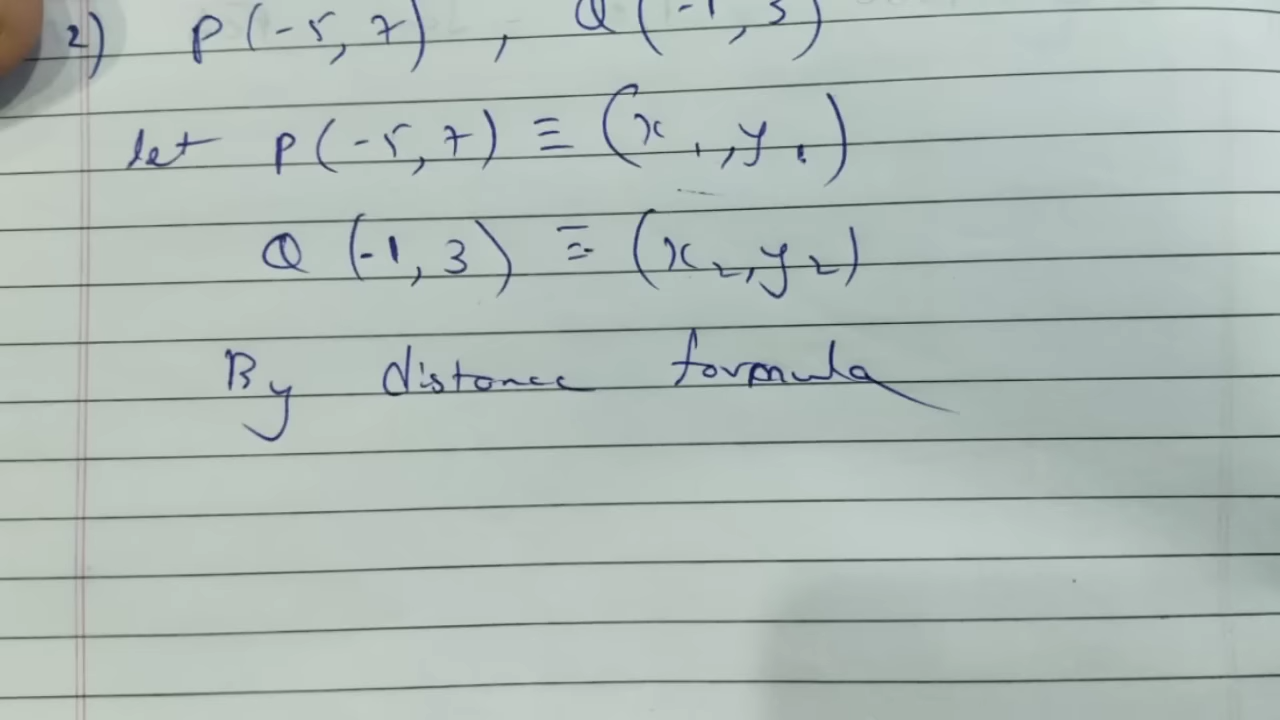 2) P(-5, 7) , Q(-1, 3)
let P(-5, 7) ≡ (x₁, y₁)
Q (-1, 3) ≡ (x₂, y₂)
By distance formula